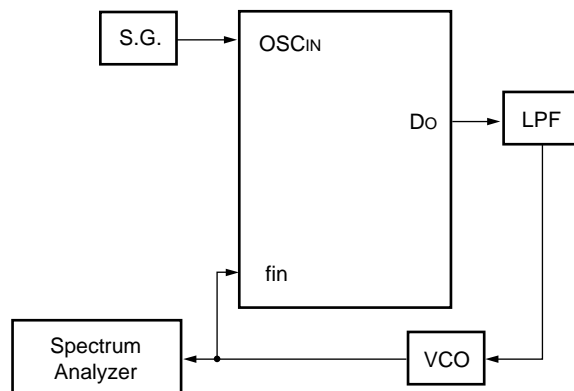 S.G.
OSCIN
DO
LPF
fin
Spectrum
Analyzer
VCO